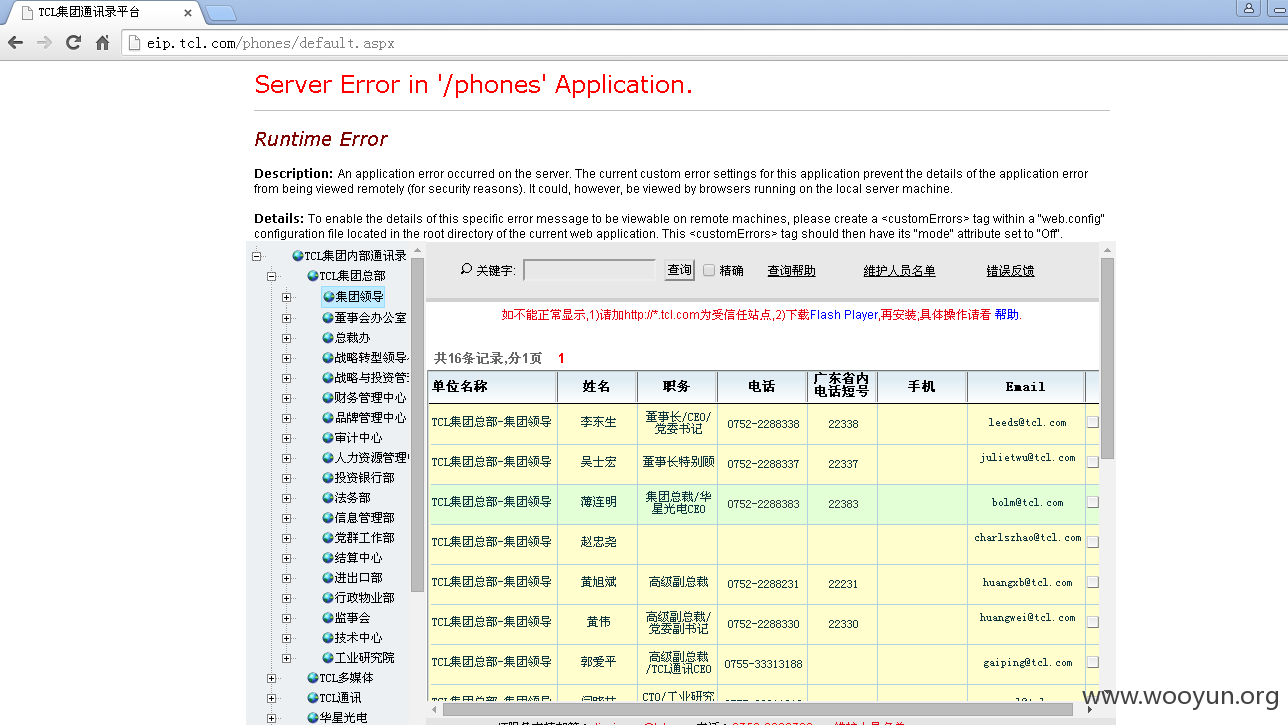 TCL集团通讯录平台
eip.tcl.com/phones/default.aspx
Server Error in '/phones' Application.
Runtime Error
Description: An application error occurred on the server. The current custom error settings for this application prevent the details of the application error
from being viewed remotely (for security reasons). It could, however, be viewed by browsers running on the local server machine.
Details: To enable the details of this specific error message to be viewable on remote machines, please create a <customErrors> tag within a "web.config"
configuration file located in the root directory of the current web application. This <customErrors> tag should then have its "mode" attribute set to "Off".
TCL集团内部通讯录
TCL集团总部
集团领导
董事会办公室
总裁办
战略转型领导
战略与投资管
财务管理中心
品牌管理中心
审计中心
人力资源管理
投资银行部
法务部
信息管理部
党群工作部
结算中心
进出口部
行政物业部
监事会
技术中心
工业研究院
TCL多媒体
TCL通讯
华星光电
关键字: 查询 精确 查询帮助 维护人员名单 错误反馈
如不能正常显示,1)请加http://*.tcl.com为受信任站点,2)下载Flash Player,再安装;具体操作请看 帮助.
共16条记录,分1页 1
单位名称 姓名 职务 电话 广东省内电话短号 手机 Email
TCL集团总部-集团领导 李东生 董事长/CEO/党委书记 0752-2288338 22338 leeds@tcl.com
TCL集团总部-集团领导 吴士宏 董事长特别顾 0752-2288337 22337 julietwu@tcl.com
TCL集团总部-集团领导 薄连明 集团总裁/华星光电CEO 0752-2288383 22383 bolm@tcl.com
TCL集团总部-集团领导 赵忠尧 charlszhao@tcl.com
TCL集团总部-集团领导 黄旭斌 高级副总裁 0752-2288231 22231 huangxb@tcl.com
TCL集团总部-集团领导 黄伟 高级副总裁/党委副书记 0752-2288330 22330 huangwei@tcl.com
TCL集团总部-集团领导 郭爱平 高级副总裁/TCL通讯CEO 0755-33313188 gaiping@tcl.com
TCL集团总部-集团领导 CTO/工业研究
www.wooyun.org